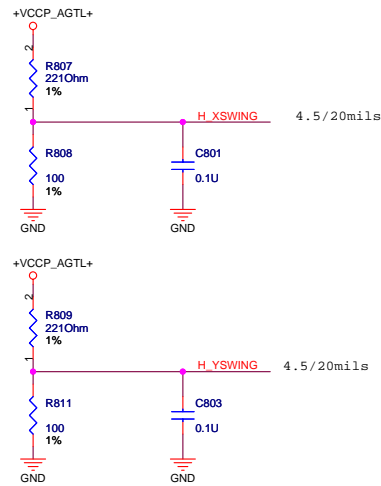 +VCCP_AGTL+
2
R807
221Ohm
1%
1
H_XSWING 4.5/20mils
R808
100
1%
C801
0.1U
GND GND
+VCCP_AGTL+
2
R809
221Ohm
1%
1
H_YSWING 4.5/20mils
R811
100
1%
C803
0.1U
GND GND